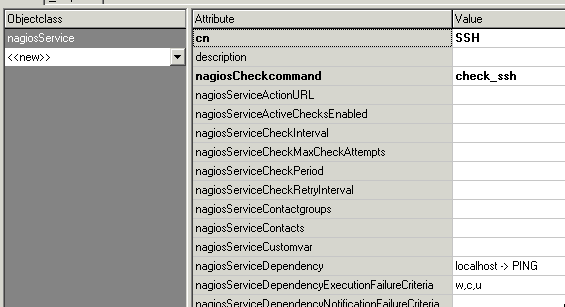 Objectclass Attribute Value
nagiosService cn SSH
<<new>> description
nagiosCheckcommand check_ssh
nagiosServiceActionURL
nagiosServiceActiveChecksEnabled
nagiosServiceCheckInterval
nagiosServiceCheckMaxCheckAttempts
nagiosServiceCheckPeriod
nagiosServiceCheckRetryInterval
nagiosServiceContactgroups
nagiosServiceContacts
nagiosServiceCustomvar
nagiosServiceDependency localhost -> PING
nagiosServiceDependencyExecutionFailureCriteria w,c,u
nagiosServiceDependencyNotificationFailureCriteria